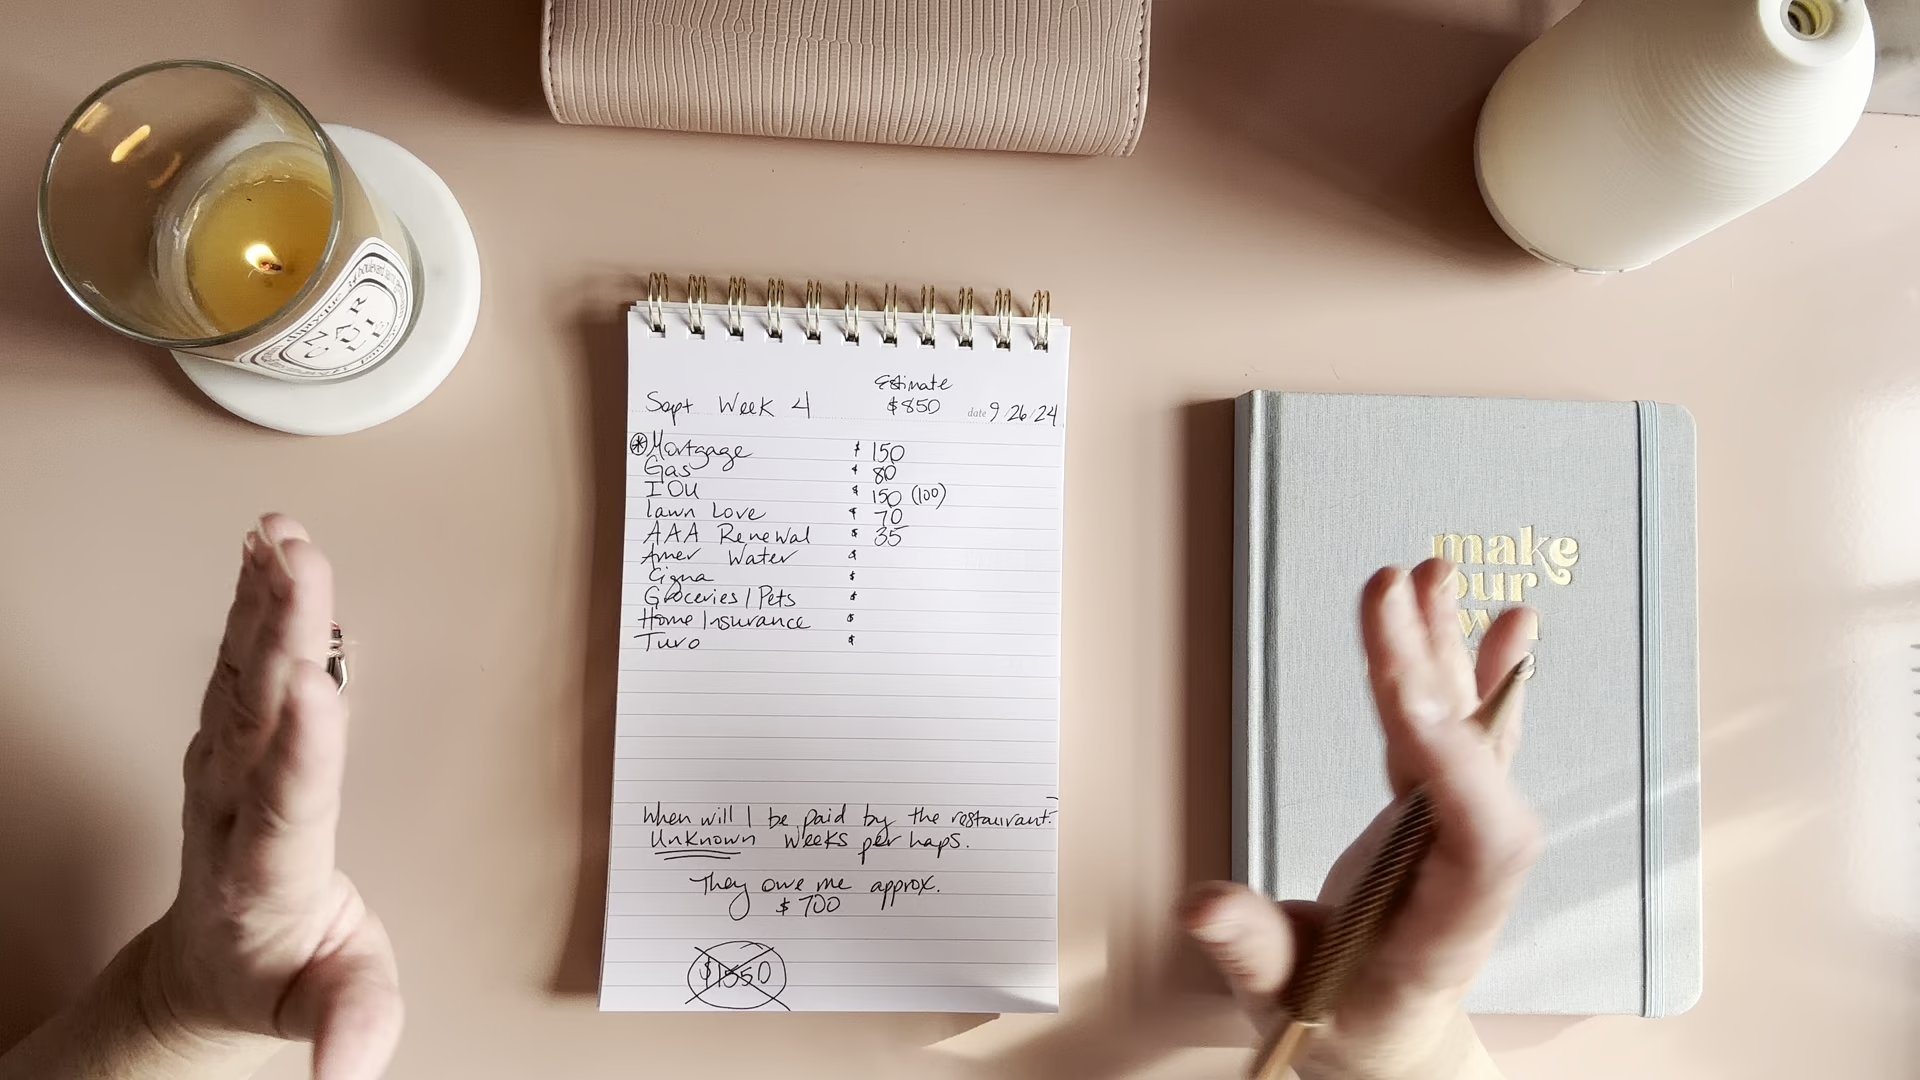 Estimate
Sept Week 4 $850 date 9/26/24
Mortgage $ 150
Gas $ 80
IOU $ 150 (100)
lawn Love $ 70
AAA Renewal $ 35
Amer Water $
Cigna $
Groceries/Pets $
Home Insurance $
Turo $
When will I be paid by the restaurant?
Unknown weeks perhaps.
They owe me approx.
$700
$1550
make
our